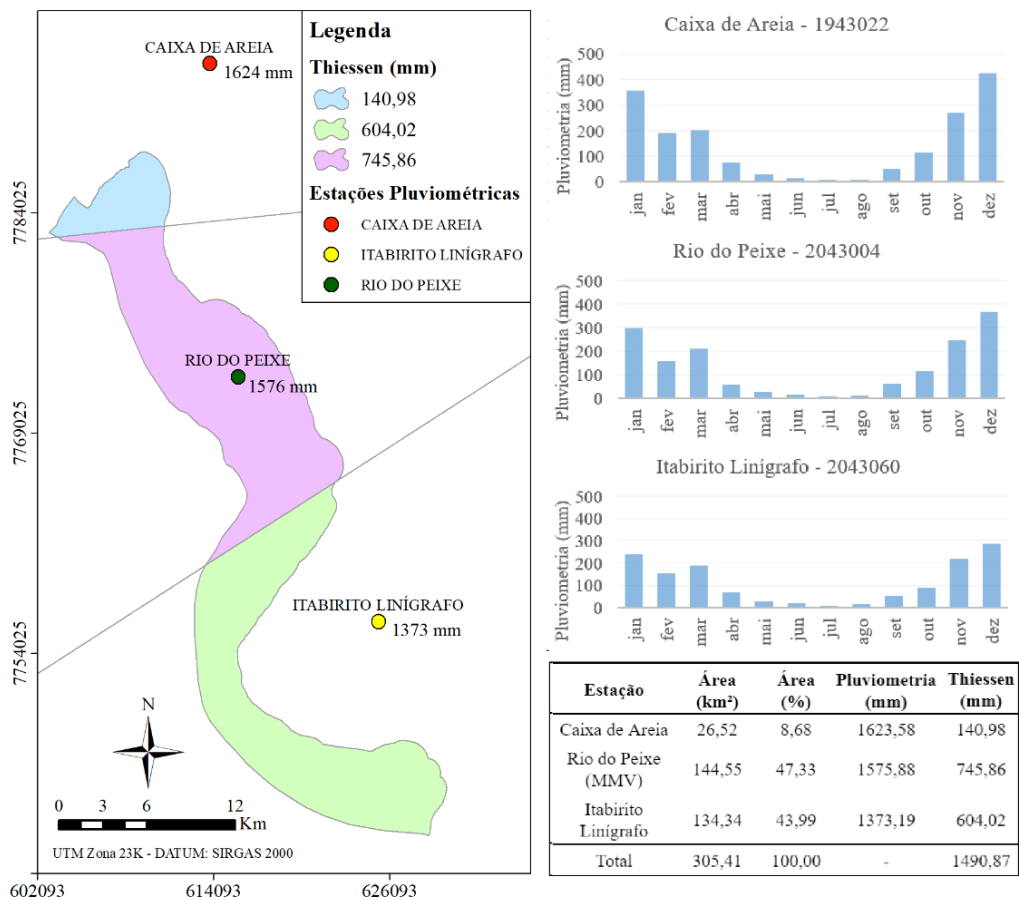 CAIXA DE AREIA
1624 mm
RIO DO PEIXE
1576 mm
ITABIRITO LINÍGRAFO
1373 mm
Legenda
Thiessen (mm)
140,98
604,02
745,86
Estações Pluviométricas
CAIXA DE AREIA
ITABIRITO LINÍGRAFO
RIO DO PEIXE
7784025
7769025
7754025
N
0 3 6 12
Km
UTM Zona 23K - DATUM: SIRGAS 2000
602093 614093 626093
Caixa de Areia - 1943022
Pluviometria (mm)
500
400
300
200
100
0
jan fev mar abr mai jun jul ago set out nov dez
Rio do Peixe - 2043004
Pluviometria (mm)
500
400
300
200
100
0
jan fev mar abr mai jun jul ago set out nov dez
Itabirito Linígrafo - 2043060
Pluviometria (mm)
500
400
300
200
100
0
jan fev mar abr mai jun jul ago set out nov dez
Estação Área (km²) Área (%) Pluviometria (mm) Thiessen (mm)
Caixa de Areia 26,52 8,68 1623,58 140,98
Rio do Peixe (MMV) 144,55 47,33 1575,88 745,86
Itabirito Linígrafo 134,34 43,99 1373,19 604,02
Total 305,41 100,00 - 1490,87